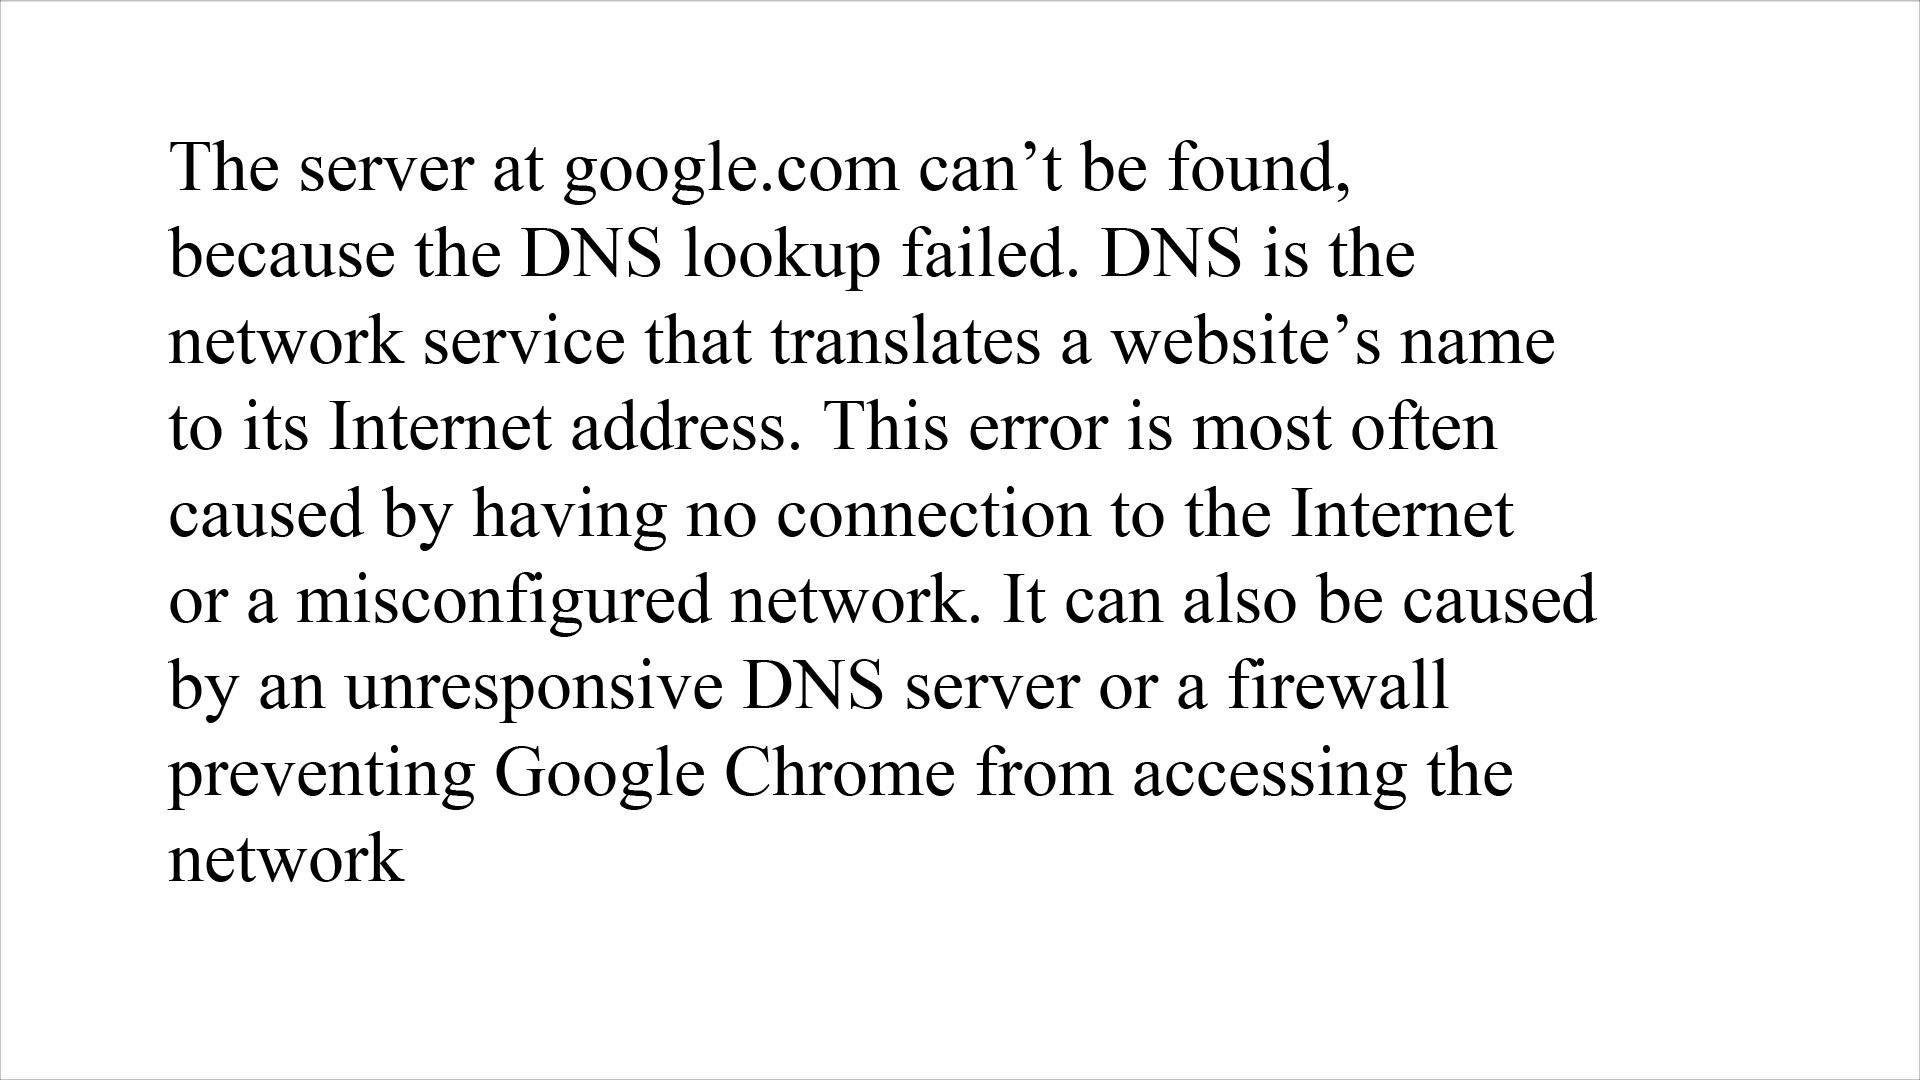 The server at google.com can’t be found,
because the DNS lookup failed. DNS is the
network service that translates a website’s name
to its Internet address. This error is most often
caused by having no connection to the Internet
or a misconfigured network. It can also be caused
by an unresponsive DNS server or a firewall
preventing Google Chrome from accessing the
network